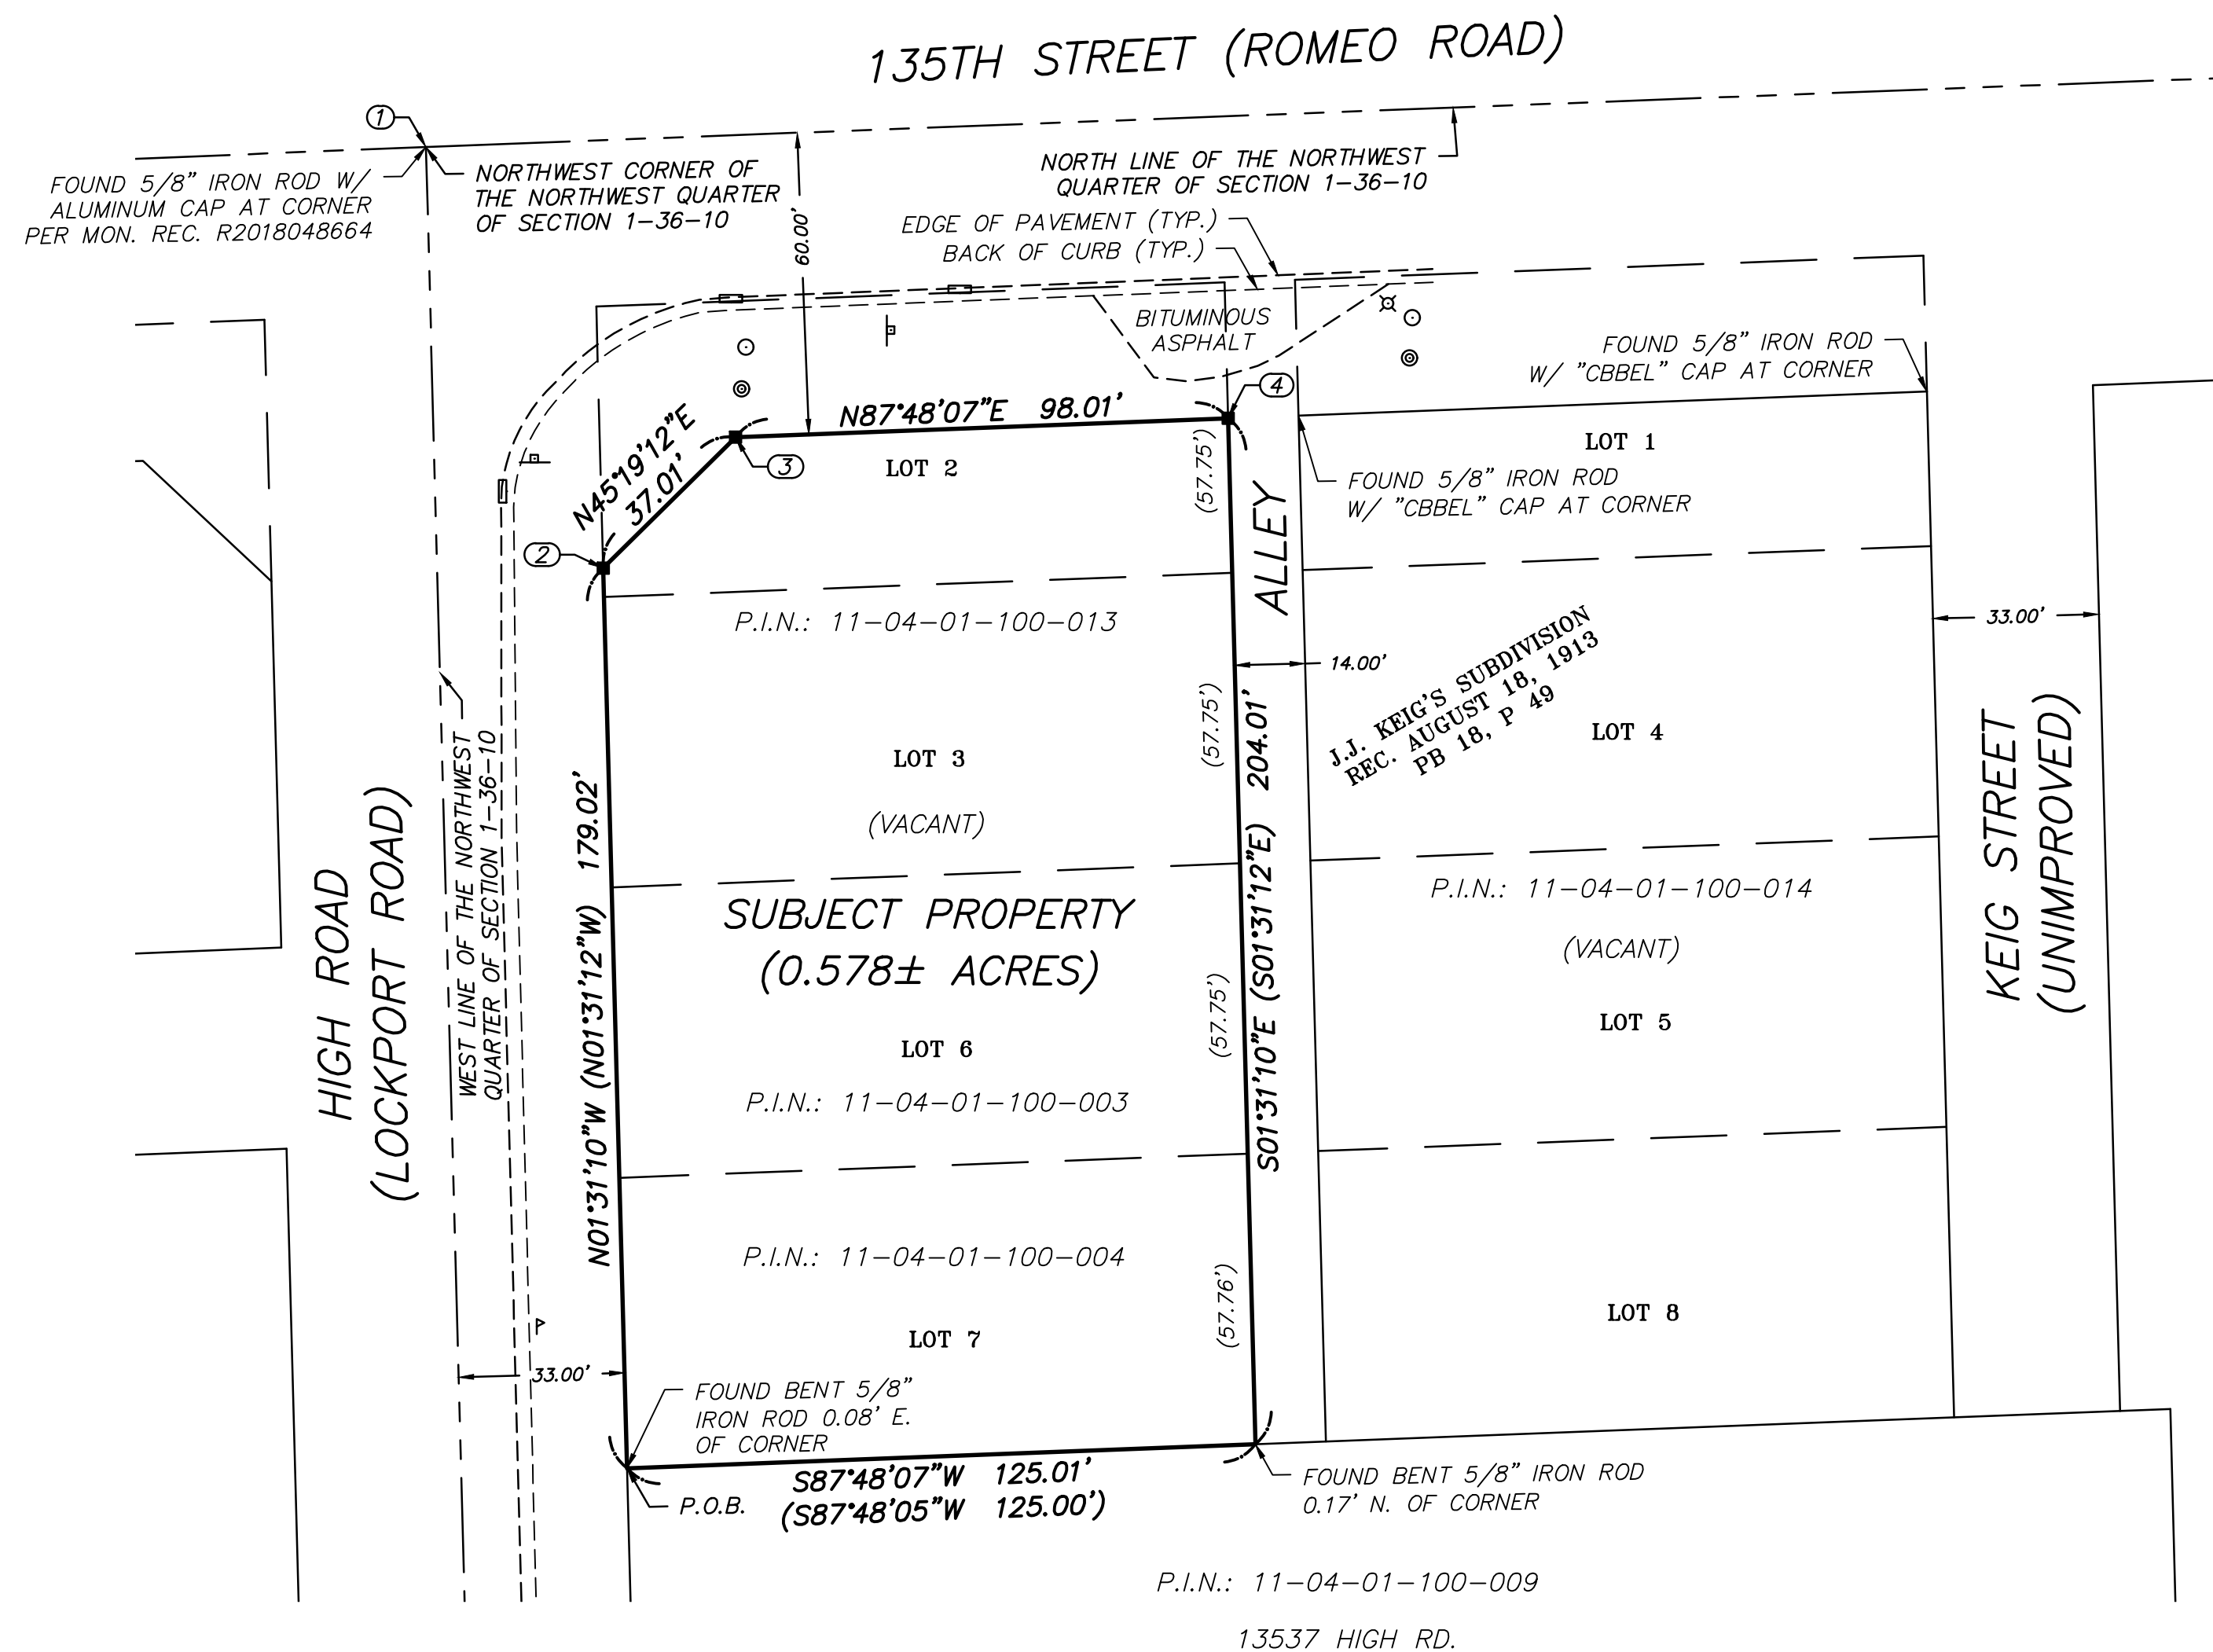 135TH STREET (ROMEO ROAD)
1
FOUND 5/8" IRON ROD W/
ALUMINUM CAP AT CORNER
PER MON. REC. R2018048664
NORTHWEST CORNER OF
THE NORTHWEST QUARTER
OF SECTION 1-36-10
60.00'
NORTH LINE OF THE NORTHWEST
QUARTER OF SECTION 1-36-10
EDGE OF PAVEMENT (TYP.)
BACK OF CURB (TYP.)
BITUMINOUS
ASPHALT
FOUND 5/8" IRON ROD
W/ "CBBEL" CAP AT CORNER
4
N87°48'07"E 98.01'
N45°19'12"E
37.01'
3
2
LOT 2
(57.75')
ALLEY
LOT 1
FOUND 5/8" IRON ROD
W/ "CBBEL" CAP AT CORNER
P.I.N.: 11-04-01-100-013
33.00'
14.00'
J.J. KEIG'S SUBDIVISION
REC. AUGUST 18, 1913
PB 18, P 49
LOT 3
(VACANT)
(57.75')
LOT 4
KEIG STREET
(UNIMPROVED)
HIGH ROAD
(LOCKPORT ROAD)
WEST LINE OF THE NORTHWEST
QUARTER OF SECTION 1-36-10
N01°31'10"W (N01°31'12"W) 179.02'
S01°31'10"E (S01°31'12"E) 204.01'
SUBJECT PROPERTY
(0.578± ACRES)
P.I.N.: 11-04-01-100-014
(VACANT)
(57.75')
LOT 6
LOT 5
P.I.N.: 11-04-01-100-003
P.I.N.: 11-04-01-100-004
(57.76')
LOT 7
LOT 8
33.00'
FOUND BENT 5/8"
IRON ROD 0.08' E.
OF CORNER
P.O.B.
S87°48'07"W 125.01'
(S87°48'05"W 125.00')
FOUND BENT 5/8" IRON ROD
0.17' N. OF CORNER
P.I.N.: 11-04-01-100-009
13537 HIGH RD.